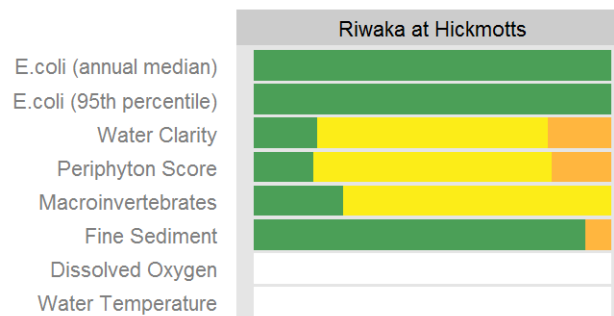 Riwaka at Hickmotts
E.coli (annual median)
E.coli (95th percentile)
Water Clarity
Periphyton Score
Macroinvertebrates
Fine Sediment
Dissolved Oxygen
Water Temperature